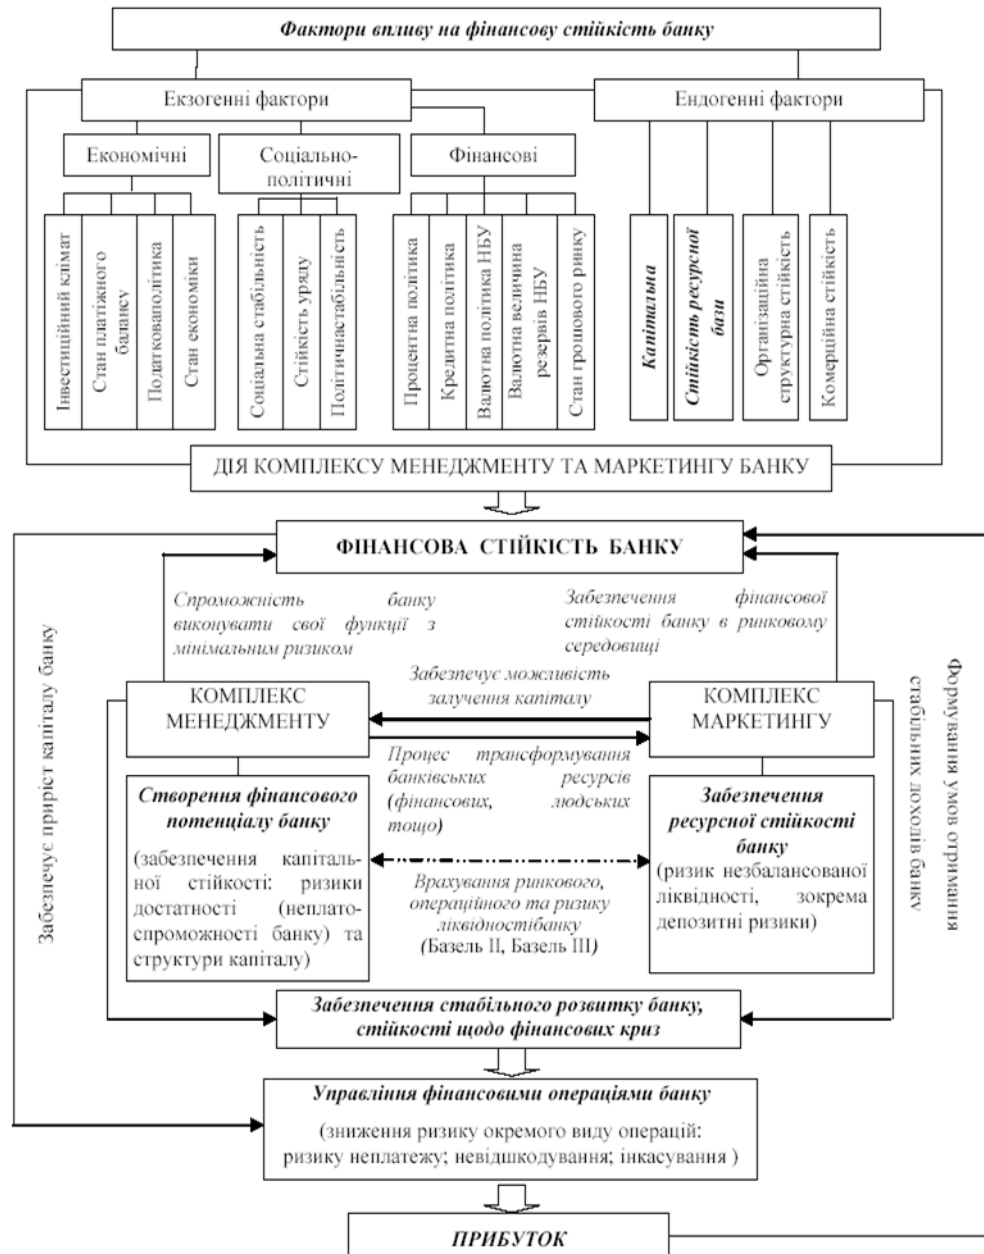 Фактори впливу на фінансову стійкість банку
Екзогенні фактори
Ендогенні фактори
Економічні
Соціально-
політичні
Фінансові
Інвестиційний клімат
Стан платіжного
балансу
Податковаполітика
Стан економіки
Соціальна стабільність
Стійкість уряду
Політичнастабільність
Процентна політика
Кредитна політика
Валютна політика НБУ
Валютна величина
резервів НБУ
Стан грошового ринку
Капітальна
Стійкість ресурсної
бази
Організаційна
структурна стійкість
Комерційна стійкість
ДІЯ КОМПЛЕКСУ МЕНЕДЖМЕНТУ ТА МАРКЕТИНГУ БАНКУ
ФІНАНСОВА СТІЙКІСТЬ БАНКУ
Спроможність банку
виконувати свої функції з
мінімальним ризиком
Забезпечення фінансової
стійкості банку в ринковому
середовищі
Забезпечує можливість
залучення капіталу
КОМПЛЕКС
МЕНЕДЖМЕНТУ
КОМПЛЕКС
МАРКЕТИНГУ
Процес трансформування
банківських ресурсів
(фінансових, людських
тощо)
Створення фінансового
потенціалу банку
(забезпечення капіталь-
ної стійкості: ризики
достатності (неплато-
спроможності банку) та
структури капіталу)
Забезпечення
ресурсної стійкості
банку
(ризик незбалансованої
ліквідності, зокрема
депозитні ризики)
Врахування ринкового,
операційного та ризику
ліквідностібанку
(Базель II, Базель III)
Забезпечує приріст капіталу банку
Формування умов отримання
стабільних доходів банку
Забезпечення стабільного розвитку банку,
стійкості щодо фінансових криз
Управління фінансовими операціями банку
(зниження ризику окремого виду операцій:
ризику неплатежу; невідшкодування; інкасування )
ПРИБУТОК